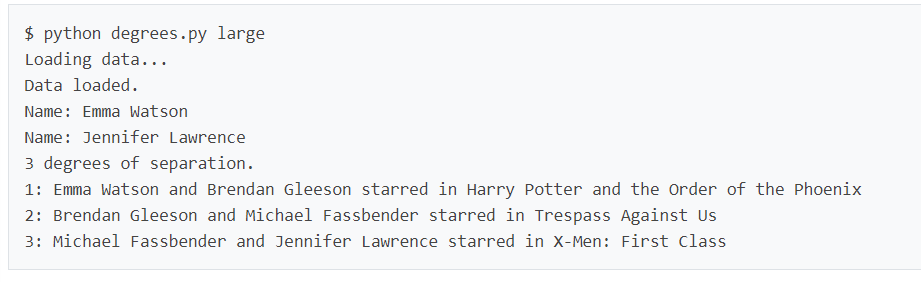 $ python degrees.py large
Loading data...
Data loaded.
Name: Emma Watson
Name: Jennifer Lawrence
3 degrees of separation.
1: Emma Watson and Brendan Gleeson starred in Harry Potter and the Order of the Phoenix
2: Brendan Gleeson and Michael Fassbender starred in Trespass Against Us
3: Michael Fassbender and Jennifer Lawrence starred in X-Men: First Class